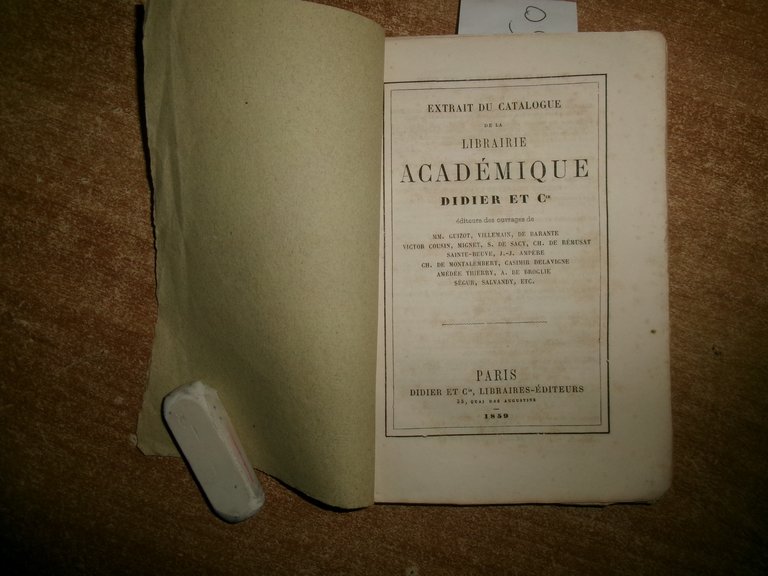 EXTRAIT DU CATALOGUE
DE LA
LIBRAIRIE
ACADÉMIQUE
DIDIER ET Cie
éditeurs des ouvrages de
MM. GUIZOT, VILLEMAIN, DE BARANTE
VICTOR COUSIN, MIGNET, S. DE SACY, CH. DE RÉMUSAT
SAINTE-BEUVE, J.-J. AMPÈRE
CH. DE MONTALEMBERT, CASIMIR DELAVIGNE
AMÉDÉE THIERRY, A. DE BROGLIE
SÉGUR, SALVANDY, ETC.
PARIS
DIDIER ET Cie, LIBRAIRES-ÉDITEURS
35, QUAI DES AUGUSTINS
1859